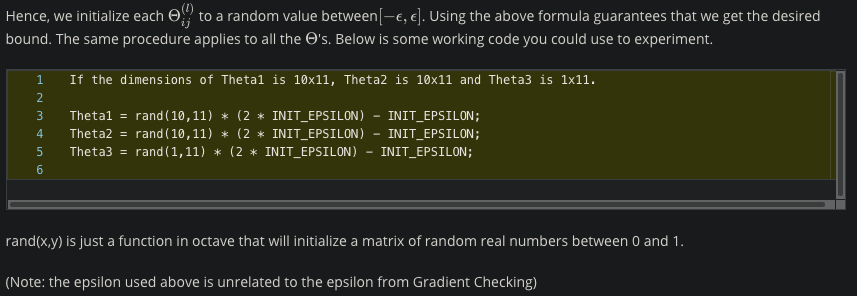 Hence, we initialize each Θ_{ij}^{(l)} to a random value between[−ϵ, ϵ]. Using the above formula guarantees that we get the desired
bound. The same procedure applies to all the Θ's. Below is some working code you could use to experiment.
1 If the dimensions of Theta1 is 10x11, Theta2 is 10x11 and Theta3 is 1x11.
2
3 Theta1 = rand(10,11) * (2 * INIT_EPSILON) - INIT_EPSILON;
4 Theta2 = rand(10,11) * (2 * INIT_EPSILON) - INIT_EPSILON;
5 Theta3 = rand(1,11) * (2 * INIT_EPSILON) - INIT_EPSILON;
6
rand(x,y) is just a function in octave that will initialize a matrix of random real numbers between 0 and 1.
(Note: the epsilon used above is unrelated to the epsilon from Gradient Checking)